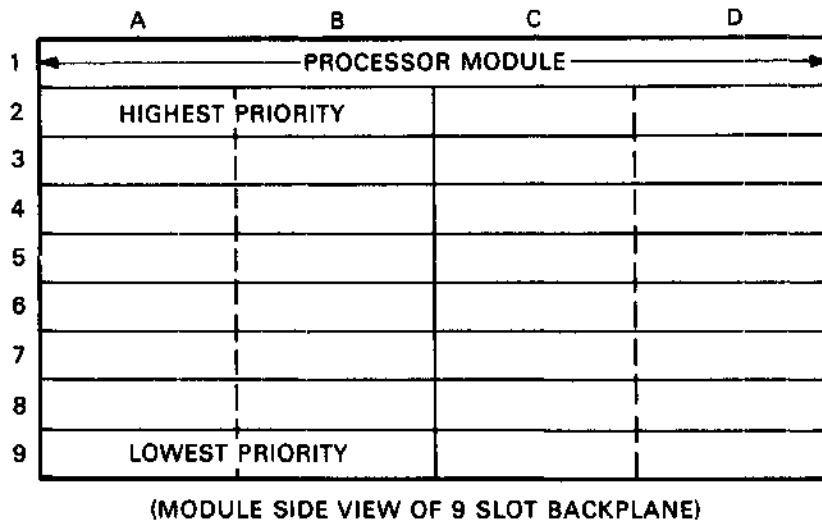 A B C D
1 PROCESSOR MODULE
2 HIGHEST PRIORITY
3
4
5
6
7
8
9 LOWEST PRIORITY
(MODULE SIDE VIEW OF 9 SLOT BACKPLANE)